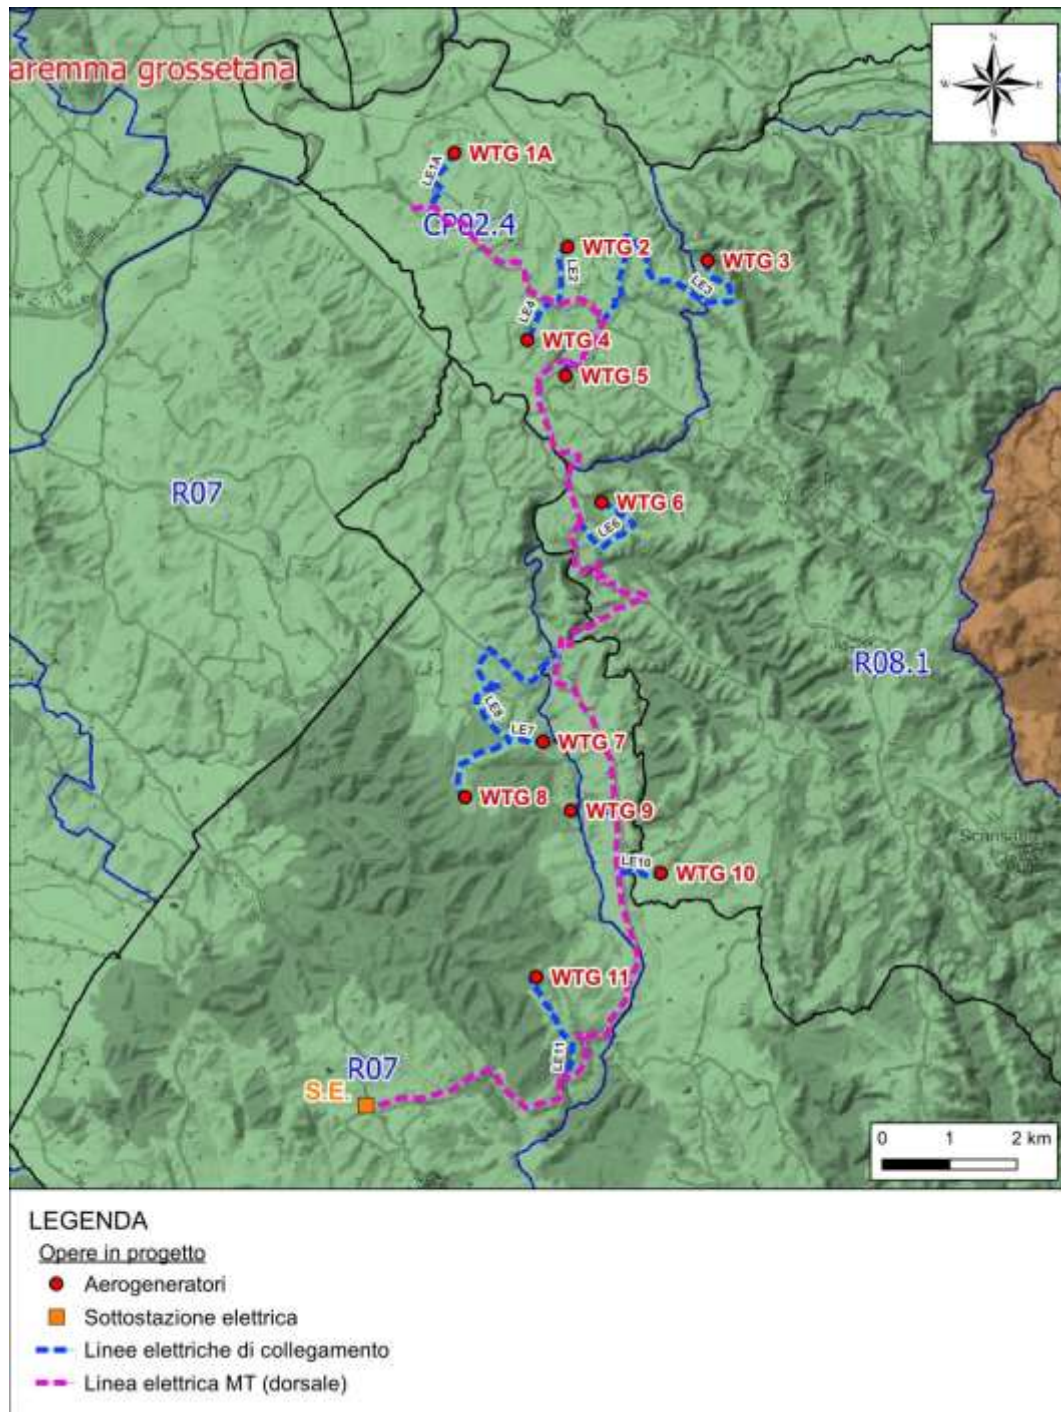 aremma grossetana
N
W
E
S
WTG 1A
LE1A
CP02.4
WTG 2
LE2
WTG 3
LE3
LE4
WTG 4
WTG 5
R07
WTG 6
LE6
R08.1
LE8
LE7
WTG 7
WTG 8
WTG 9
LE10
WTG 10
WTG 11
LE11
R07
S.E.
0 1 2 km
LEGENDA
Opere in progetto
Aerogeneratori
Sottostazione elettrica
Linee elettriche di collegamento
Linea elettrica MT (dorsale)